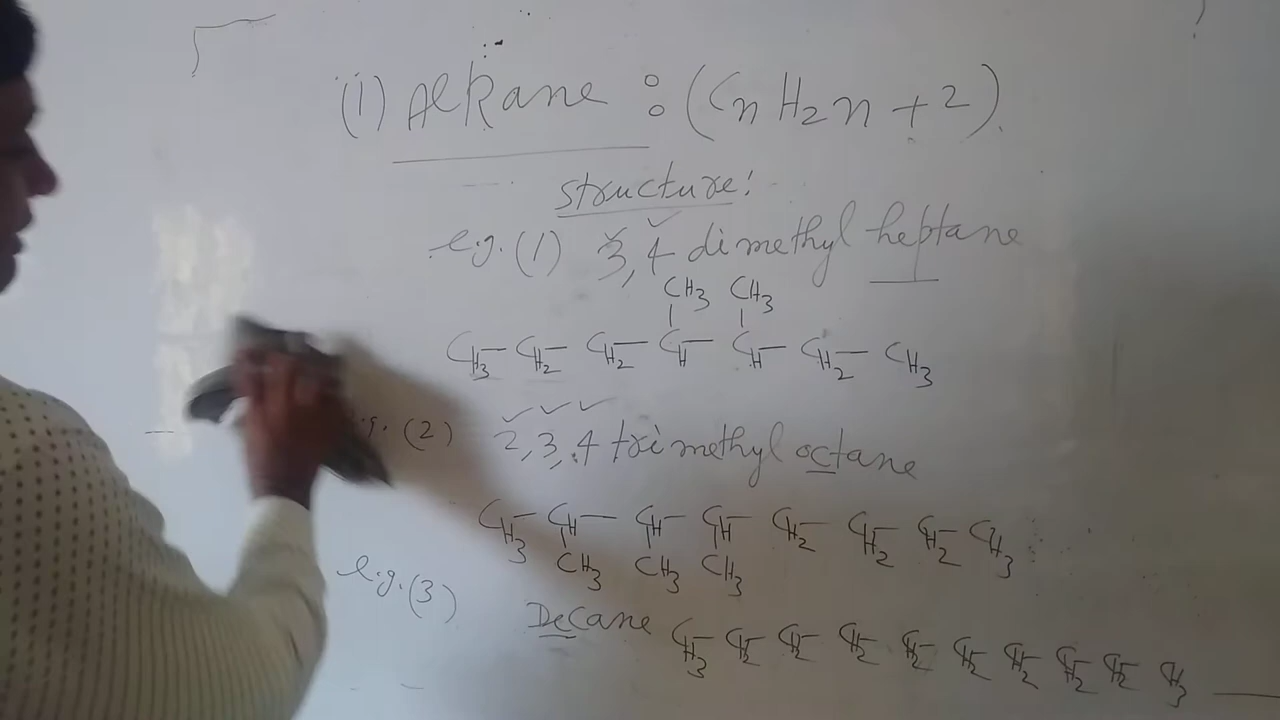 (i) Alkane : (CnH2n+2)
structure:
e.g. (1) 3,4 dimethyl heptane
CH3 CH3
CH3— CH2— CH2— CH— CH— CH2— CH3
e.g. (2) 2,3,4 trimethyl octane
CH3— CH— CH— CH— CH2— CH2— CH2— CH3
CH3 CH3 CH3
e.g. (3) Decane CH3— CH2— CH2— CH2— CH2— CH2— CH2— CH2— CH2— CH3